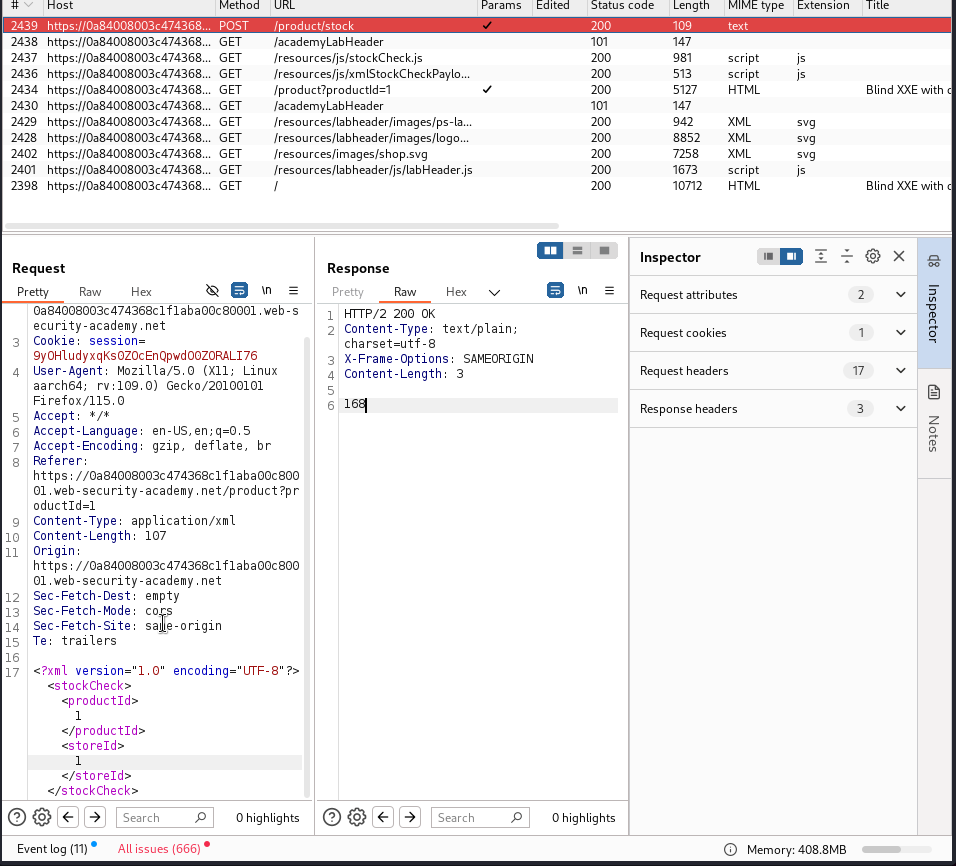 # Host Method URL Params Edited Status code Length MIME type Extension Title
2439 https://0a84008003c474368... POST /product/stock ✓ 200 109 text
2438 https://0a84008003c474368... GET /academyLabHeader 101 147
2437 https://0a84008003c474368... GET /resources/js/stockCheck.js 200 981 script js
2436 https://0a84008003c474368... GET /resources/js/xmlStockCheckPaylo... 200 513 script js
2434 https://0a84008003c474368... GET /product?productId=1 ✓ 200 5127 HTML Blind XXE with
2430 https://0a84008003c474368... GET /academyLabHeader 101 147
2429 https://0a84008003c474368... GET /resources/labheader/images/ps-la... 200 942 XML svg
2428 https://0a84008003c474368... GET /resources/labheader/images/logo... 200 8852 XML svg
2402 https://0a84008003c474368... GET /resources/images/shop.svg 200 7258 XML svg
2401 https://0a84008003c474368... GET /resources/labheader/js/labHeader.js 200 1673 script js
2398 https://0a84008003c474368... GET / 200 10712 HTML Blind XXE with
Request
Pretty Raw Hex \n
0a84008003c474368c1f1aba00c80001.web-s
ecurity-academy.net
3 Cookie: session=
9yOHludyxqKs0ZOcEnQpwdO0ZORALI76
4 User-Agent: Mozilla/5.0 (X11; Linux
aarch64; rv:109.0) Gecko/20100101
Firefox/115.0
5 Accept: */*
6 Accept-Language: en-US,en;q=0.5
7 Accept-Encoding: gzip, deflate, br
8 Referer:
https://0a84008003c474368c1f1aba00c800
01.web-security-academy.net/product?pr
oductId=1
9 Content-Type: application/xml
10 Content-Length: 107
11 Origin:
https://0a84008003c474368c1f1aba00c800
01.web-security-academy.net
12 Sec-Fetch-Dest: empty
13 Sec-Fetch-Mode: cors
14 Sec-Fetch-Site: same-origin
15 Te: trailers
16
17 <?xml version="1.0" encoding="UTF-8"?>
<stockCheck>
<productId>
1
</productId>
<storeId>
1
</storeId>
</stockCheck>
Search 0 highlights
Response
Pretty Raw Hex \n
1 HTTP/2 200 OK
2 Content-Type: text/plain;
charset=utf-8
3 X-Frame-Options: SAMEORIGIN
4 Content-Length: 3
5
6 168
Search 0 highlights
Inspector
Request attributes 2
Request cookies 1
Request headers 17
Response headers 3
Inspector
Notes
Event log (11) All issues (666) Memory: 408.8MB